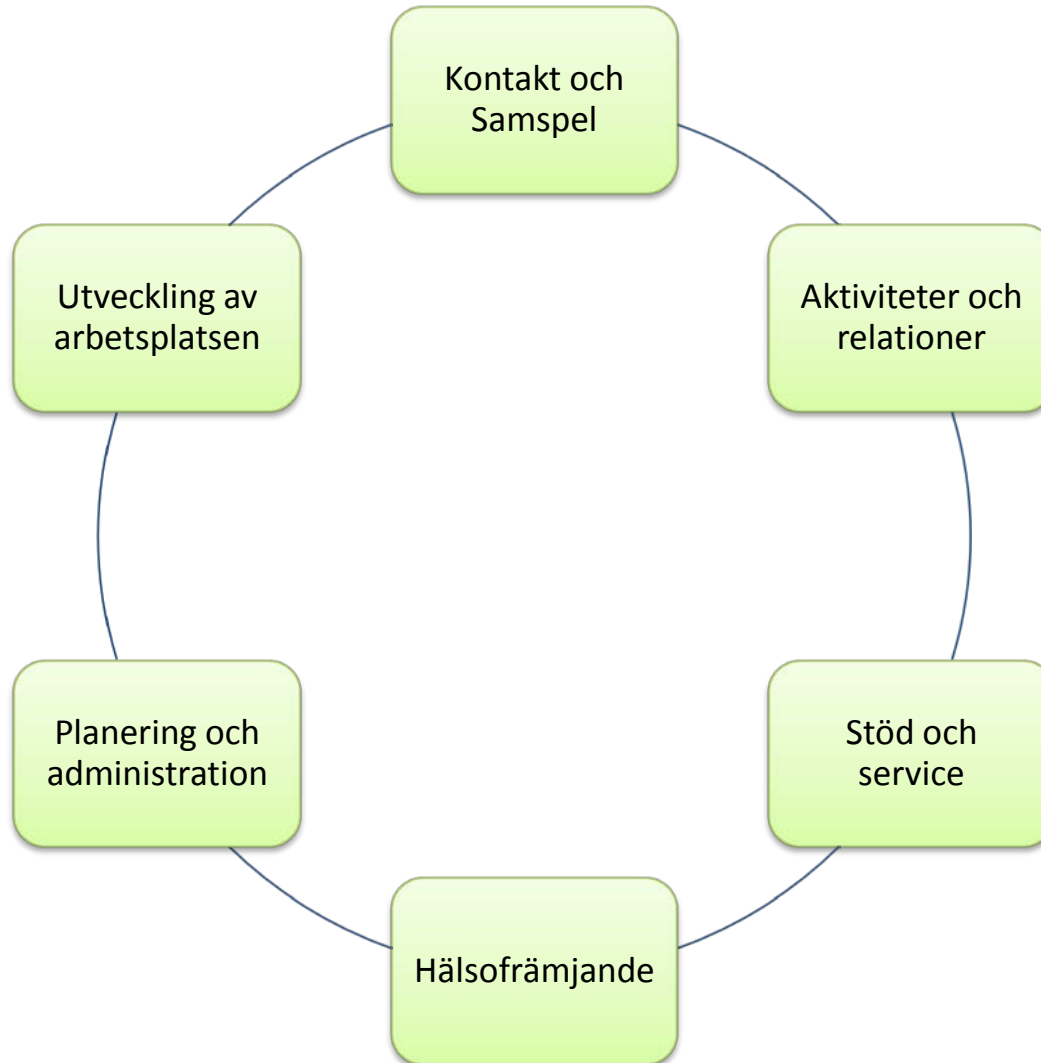 Kontakt och
Samspel
Aktiviteter och
relationer
Stöd och
service
Hälsofrämjande
Planering och
administration
Utveckling av
arbetsplatsen